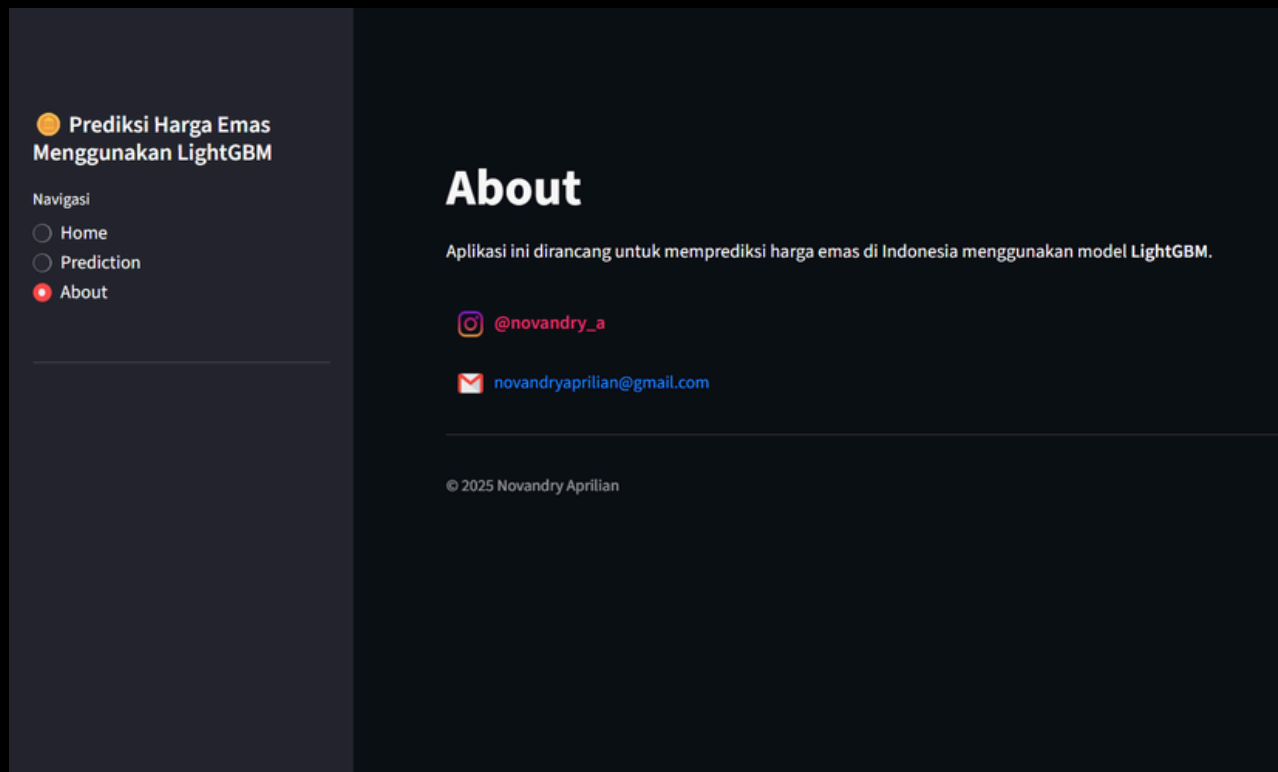 Prediksi Harga Emas
Menggunakan LightGBM
Navigasi
Home
Prediction
About
About
Aplikasi ini dirancang untuk memprediksi harga emas di Indonesia menggunakan model LightGBM.
@novandry_a
novandryaprilian@gmail.com
© 2025 Novandry Aprilian